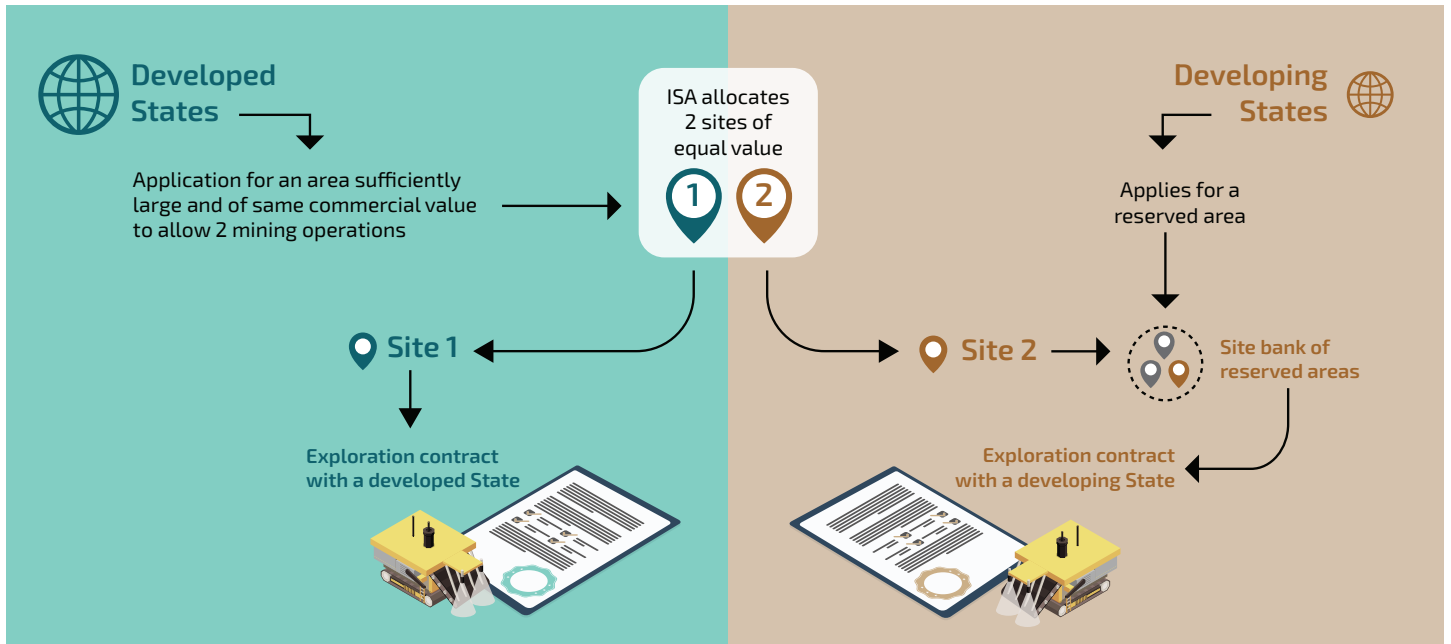 Developed
States
Application for an area sufficiently
large and of same commercial value
to allow 2 mining operations
ISA allocates
2 sites of
equal value
1
2
Developing
States
Applies for a
reserved area
Site 1
Site 2
Site bank of
reserved areas
Exploration contract
with a developed State
Exploration contract
with a developing State